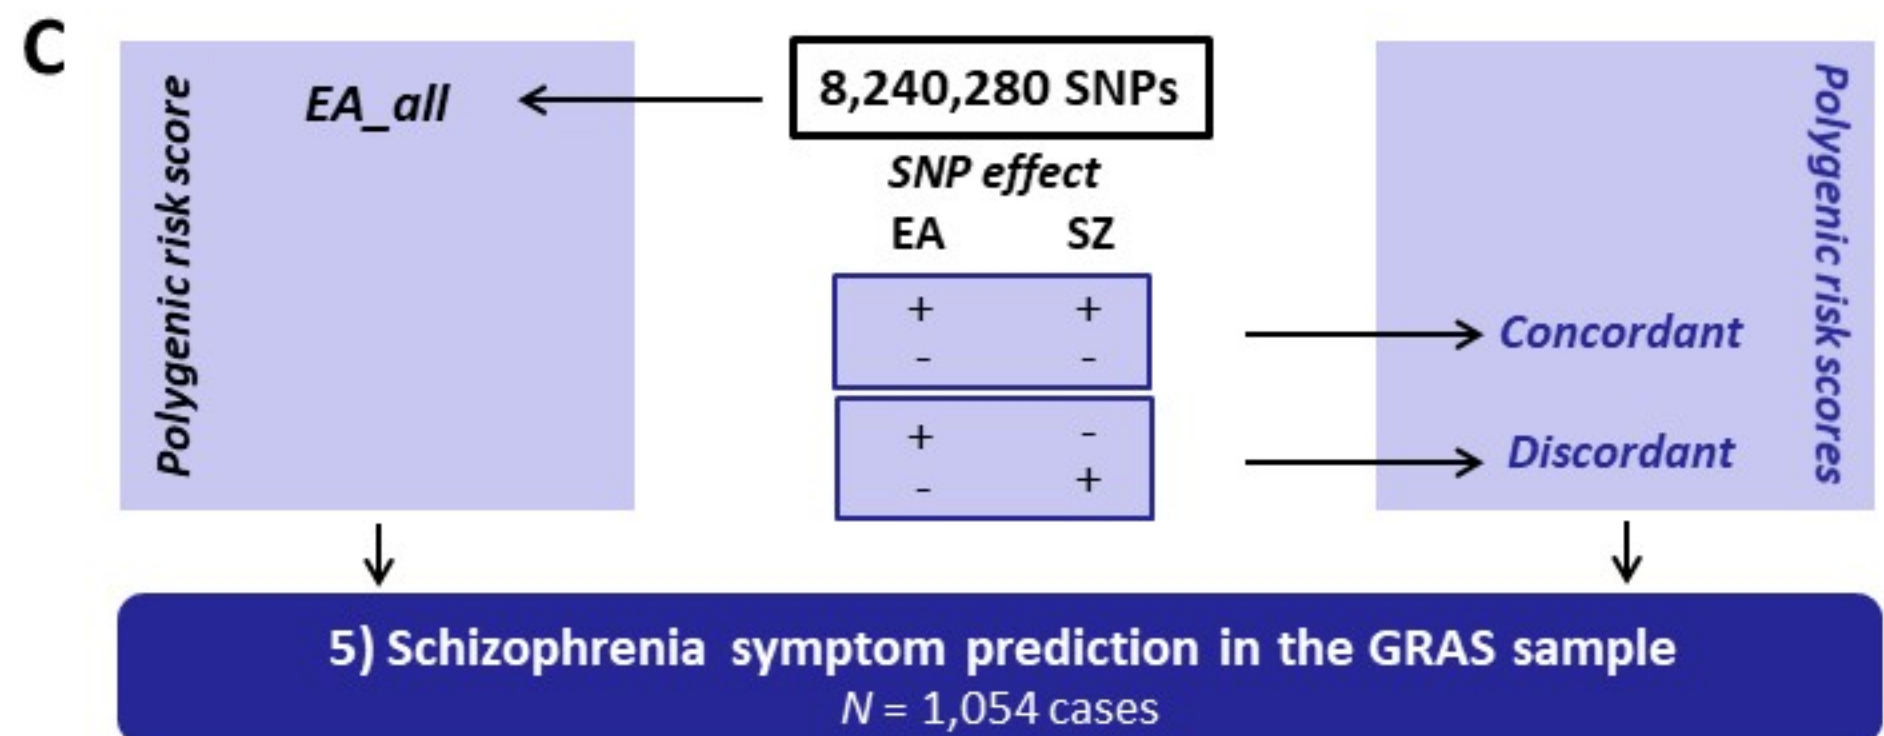 C
Polygenic risk score
EA_all
8,240,280 SNPs
SNP effect
EA SZ
+ +
- -
+ -
- +
Concordant
Discordant
Polygenic risk scores
5) Schizophrenia symptom prediction in the GRAS sample
N = 1,054 cases